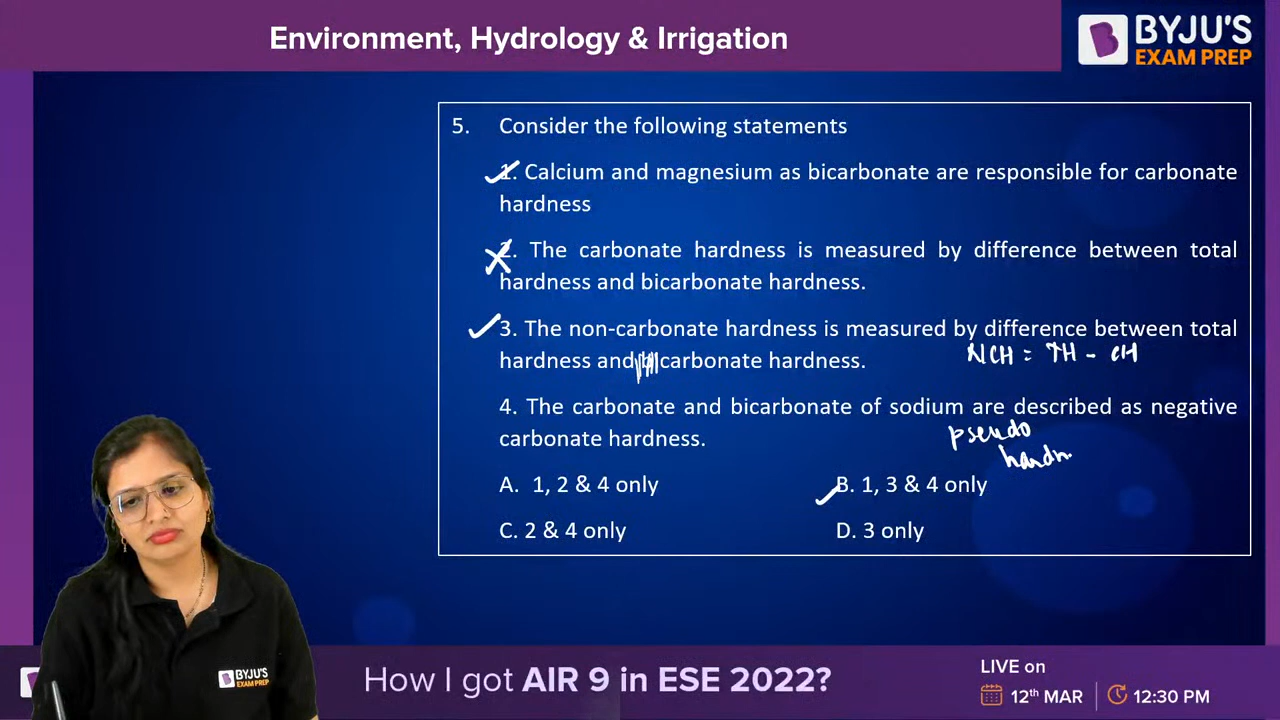 Environment, Hydrology & Irrigation
BYJU'S
EXAM PREP
5. Consider the following statements
1. Calcium and magnesium as bicarbonate are responsible for carbonate
hardness
2. The carbonate hardness is measured by difference between total
hardness and bicarbonate hardness.
3. The non-carbonate hardness is measured by difference between total
hardness and carbonate hardness.
NCH = TH - CH
4. The carbonate and bicarbonate of sodium are described as negative
carbonate hardness.
pseudo
hardn.
A. 1, 2 & 4 only
B. 1, 3 & 4 only
C. 2 & 4 only
D. 3 only
BYJU'S
EXAM PREP
How I got AIR 9 in ESE 2022?
LIVE on
12th MAR | 12:30 PM